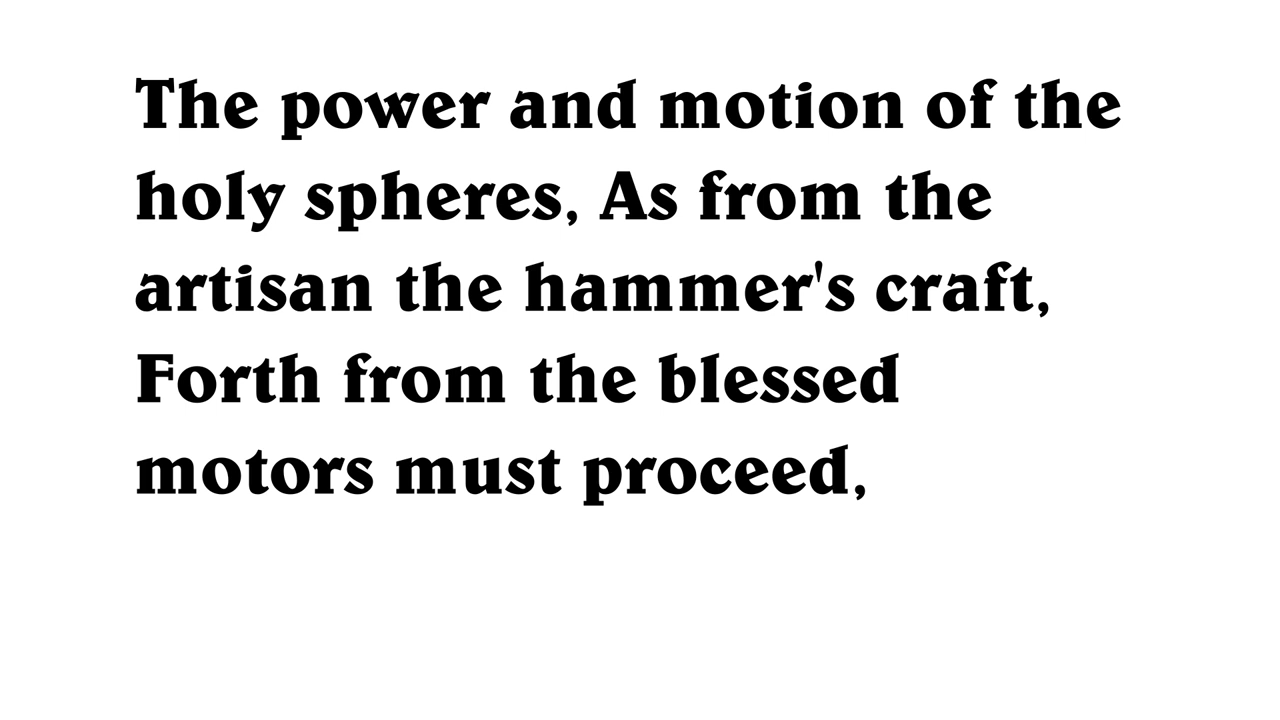 The power and motion of the
holy spheres, As from the
artisan the hammer's craft,
Forth from the blessed
motors must proceed,